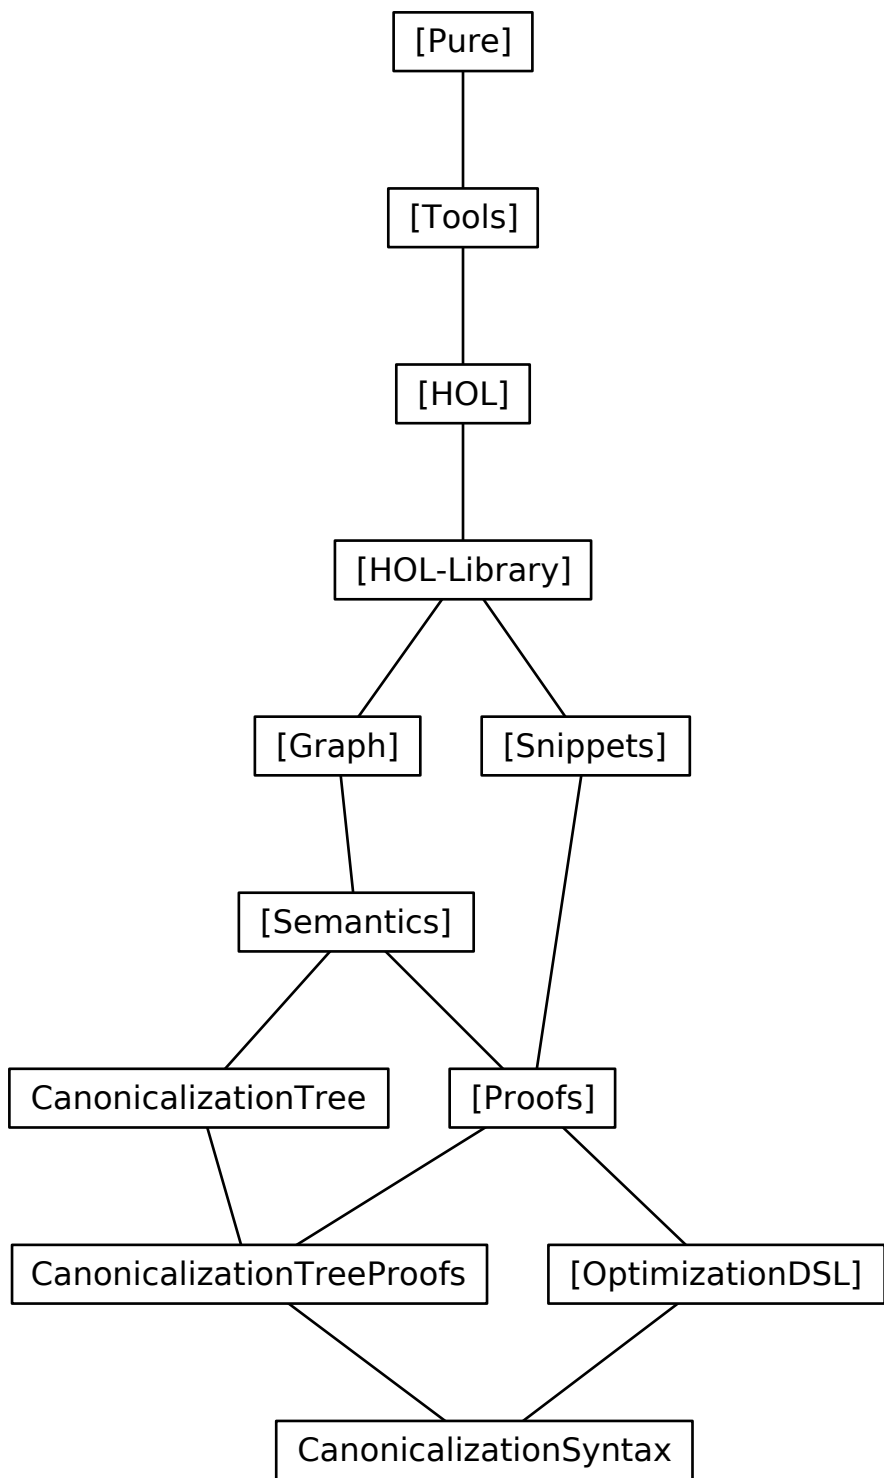 [Pure]
[Tools]
[HOL]
[HOL-Library]
[Graph]
[Snippets]
[Semantics]
CanonicalizationTree
[Proofs]
CanonicalizationTreeProofs
[OptimizationDSL]
CanonicalizationSyntax